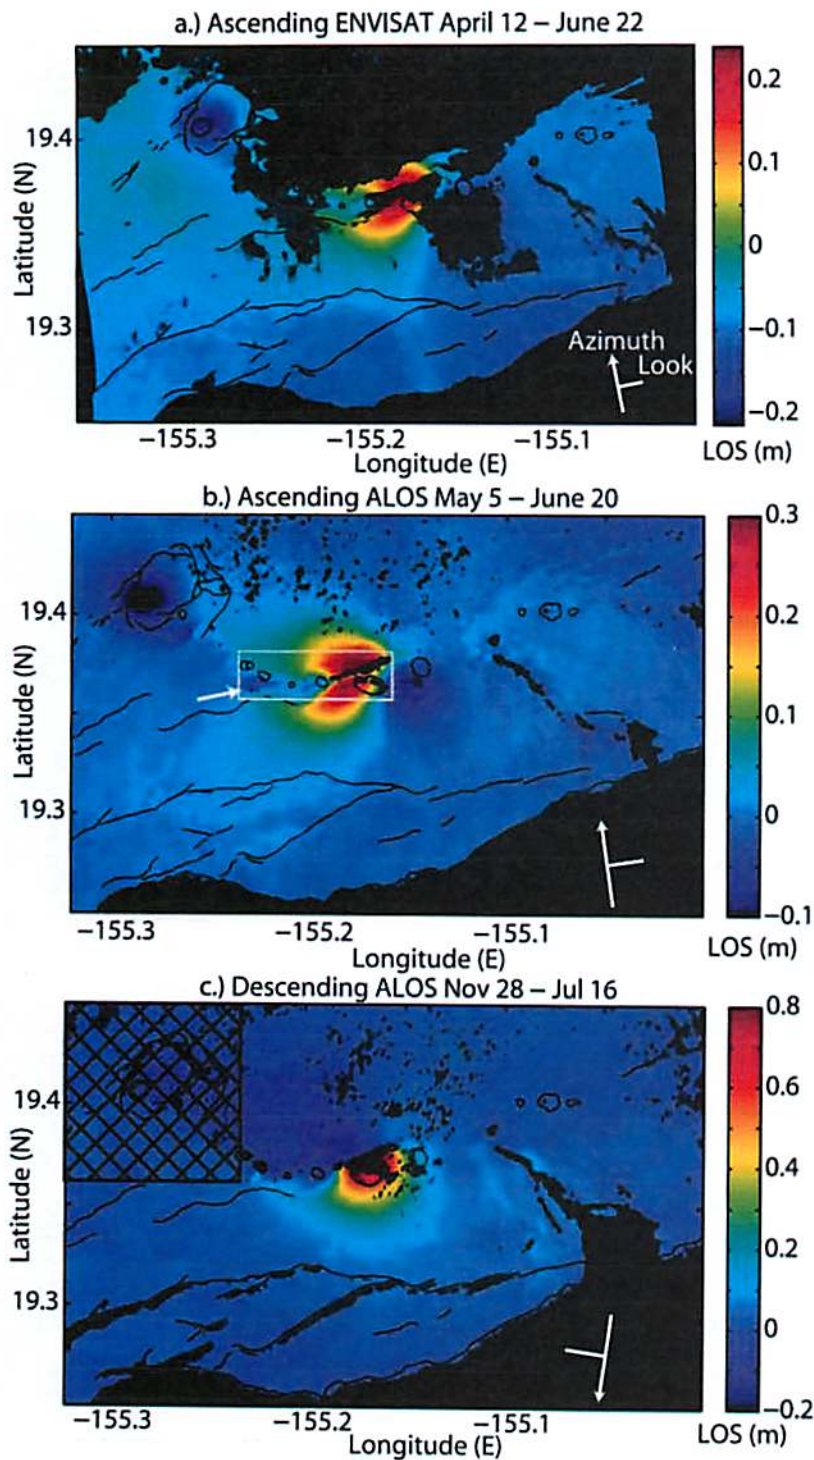 a.) Ascending ENVISAT April 12 – June 22
0.2
0.1
0
−0.1
−0.2
LOS (m)
19.4
19.3
Latitude (N)
Azimuth
Look
−155.3 −155.2 −155.1
Longitude (E)
b.) Ascending ALOS May 5 – June 20
0.3
0.2
0.1
0
−0.1
LOS (m)
19.4
19.3
Latitude (N)
−155.3 −155.2 −155.1
Longitude (E)
c.) Descending ALOS Nov 28 – Jul 16
0.8
0.6
0.4
0.2
0
−0.2
LOS (m)
19.4
19.3
Latitude (N)
−155.3 −155.2 −155.1
Longitude (E)